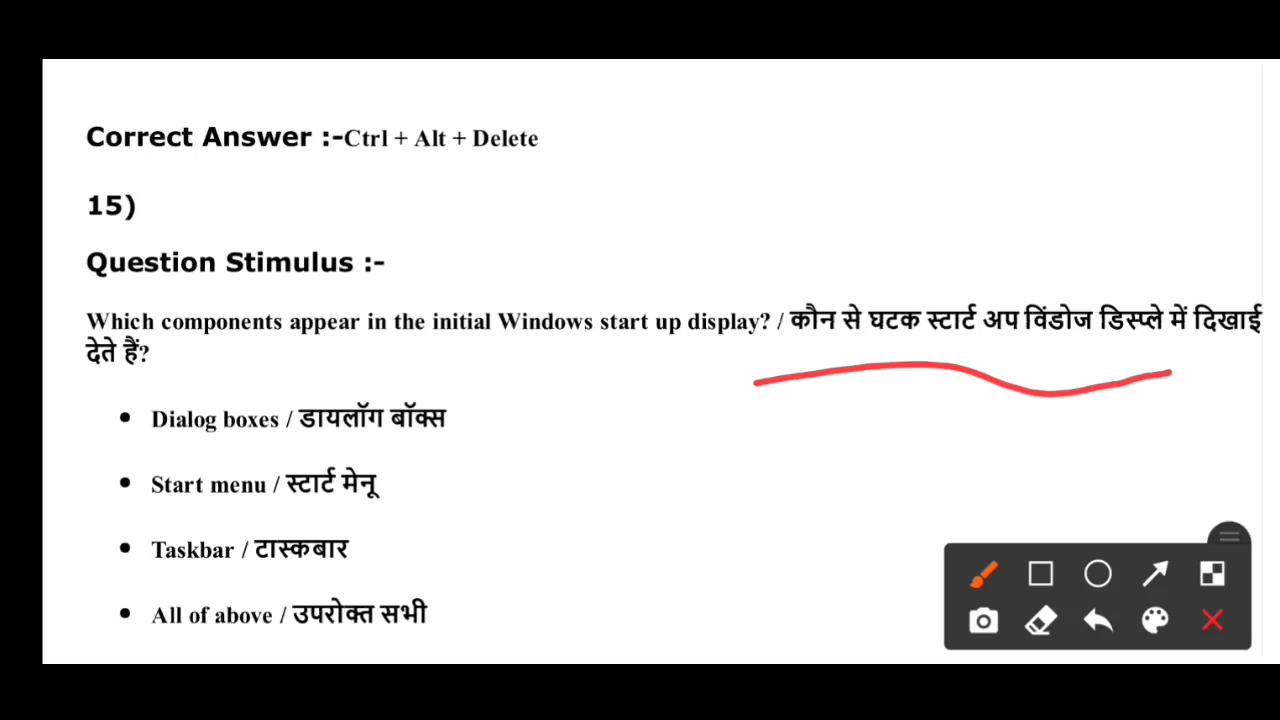 Correct Answer :-Ctrl + Alt + Delete
15)
Question Stimulus :-
Which components appear in the initial Windows start up display? / कौन से घटक स्टार्ट अप विंडोज डिस्प्ले में दिखाई
देते हैं?
• Dialog boxes / डायलॉग बॉक्स
• Start menu / स्टार्ट मेनू
• Taskbar / टास्कबार
• All of above / उपरोक्त सभी